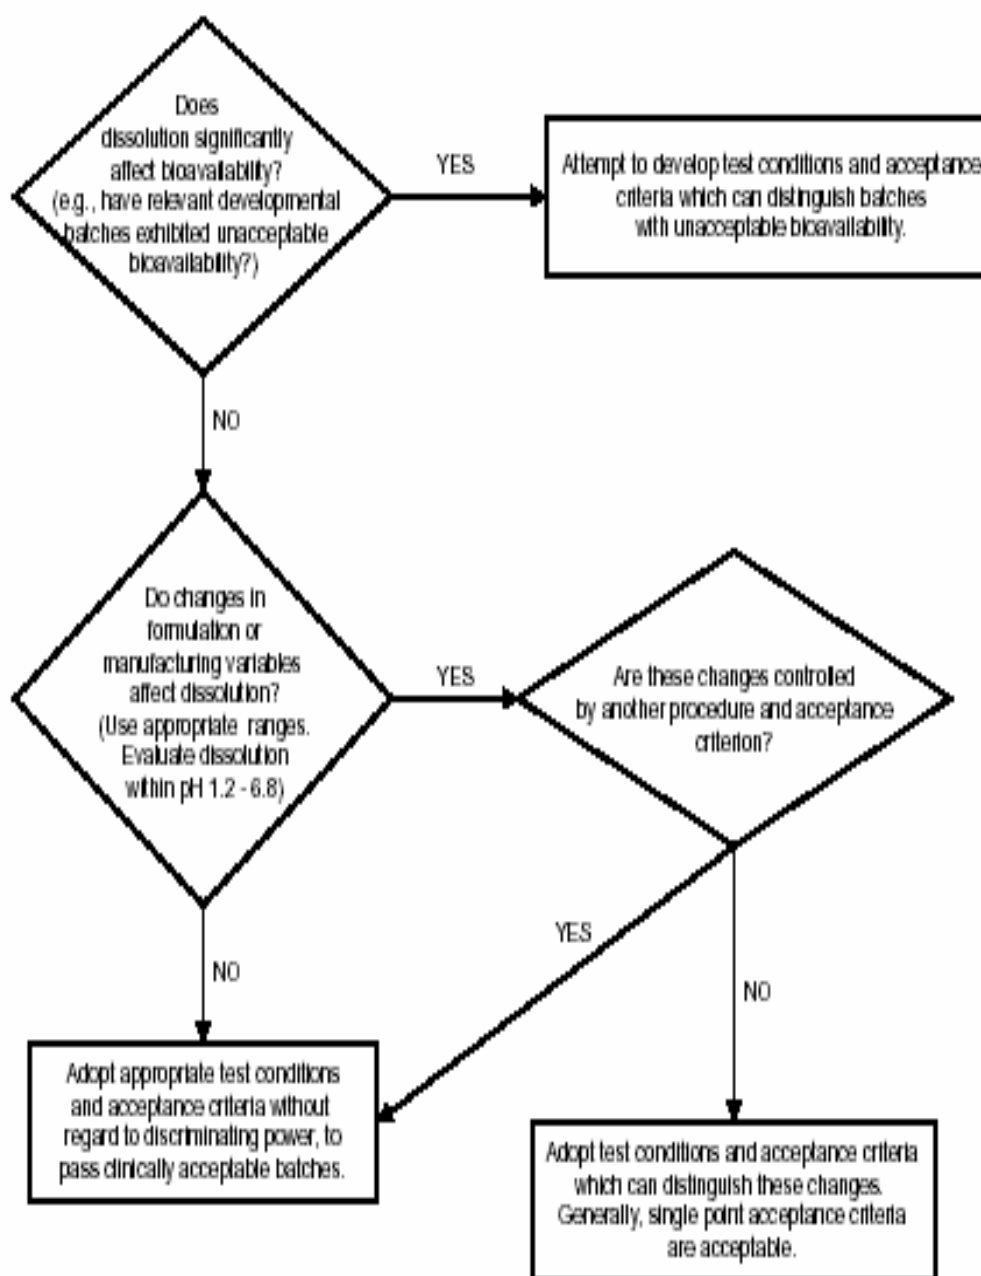 Does
dissolution significantly
affect bioavailability?
(e.g., have relevant developmental
batches exhibited unacceptable
bioavailability?)
YES
Attempt to develop test conditions and acceptance
criteria which can distinguish batches
with unacceptable bioavailability.
NO
Do changes in
formulation or
manufacturing variables
affect dissolution?
(Use appropriate ranges.
Evaluate dissolution
within pH 1.2 - 6.8)
YES
Are these changes controlled
by another procedure and acceptance
criterion?
YES
NO
NO
Adopt appropriate test conditions
and acceptance criteria without
regard to discriminating power, to
pass clinically acceptable batches.
Adopt test conditions and acceptance criteria
which can distinguish these changes.
Generally, single point acceptance criteria
are acceptable.